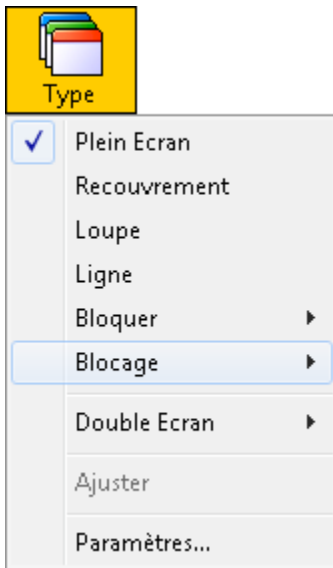 Type
Plein Ecran
Recouvrement
Loupe
Ligne
Bloquer
Blocage
Double Ecran
Ajuster
Paramètres...